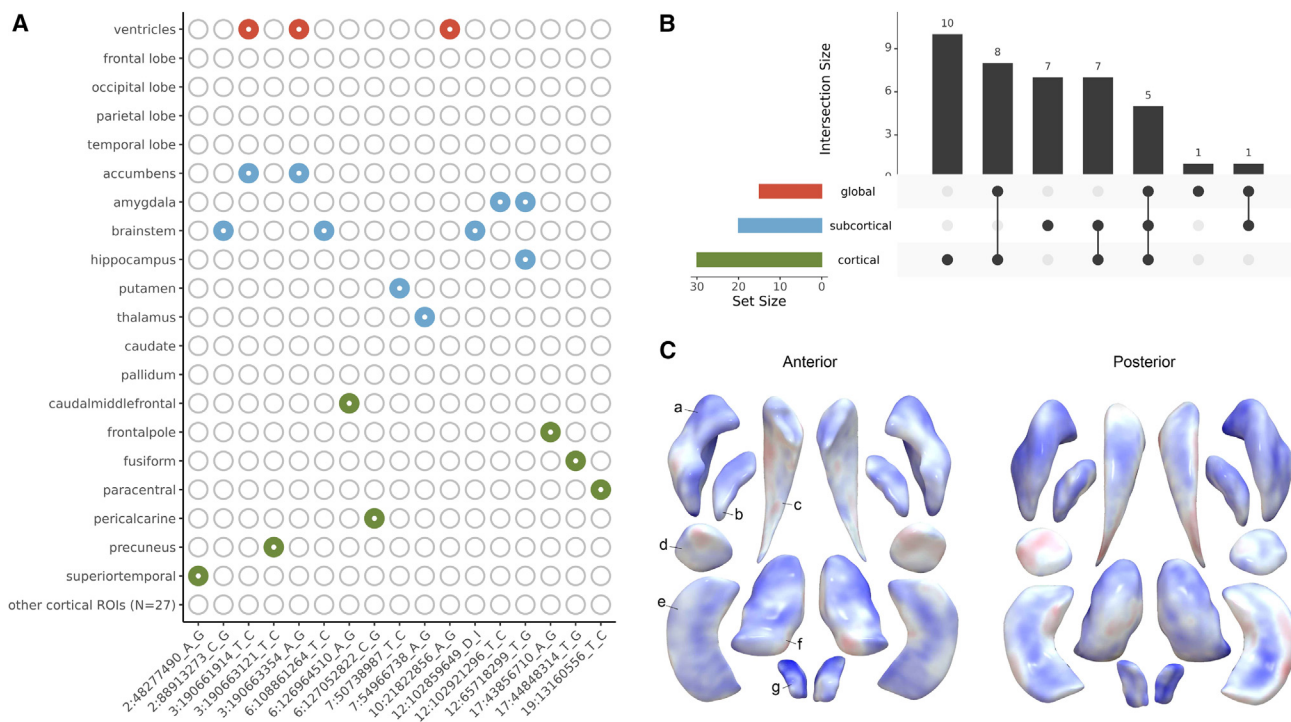 A
ventricles
frontal lobe
occipital lobe
parietal lobe
temporal lobe
accumbens
amygdala
brainstem
hippocampus
putamen
thalamus
caudate
pallidum
caudalmiddlefrontal
frontalpole
fusiform
paracentral
pericalcarine
precuneus
superiortemporal
other cortical ROIs (N=27)
2:48277490_A_G
2:88913273_C_G
3:190661914_T_C
3:190663121_T_C
3:190663354_A_G
6:108861264_T_C
6:126964510_A_G
6:127052822_C_G
7:50738987_T_C
7:54966738_A_G
10:21822856_A_G
12:102859649_D_I
12:102921296_T_C
12:65718299_T_G
17:43856710_A_G
17:44848314_T_G
19:13160556_T_C
B
Intersection Size
9
6
3
0
10
8
7
7
5
1
1
global
subcortical
cortical
30 20 10 0
Set Size
C
Anterior
Posterior
a
b
c
d
e
f
g